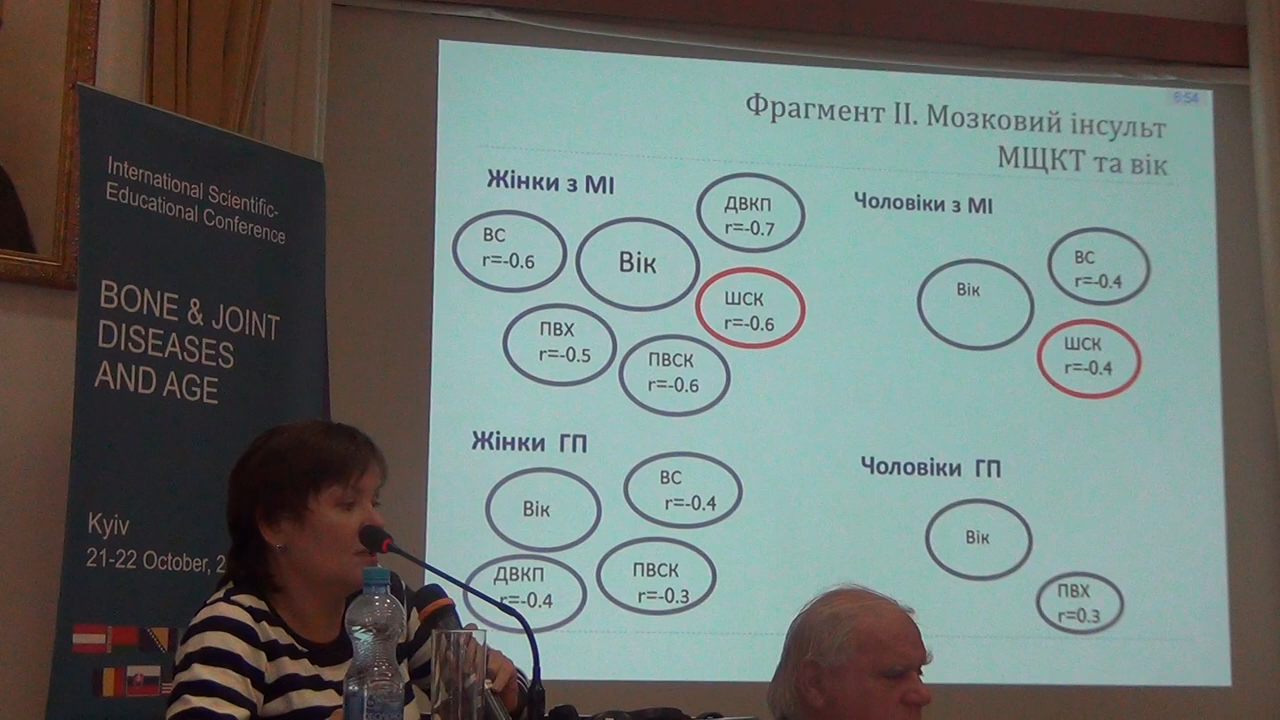 International Scientific-
Educational Conference
BONE & JOINT
DISEASES
AND AGE
Kyiv
21-22 October, 2
6:54
Фрагмент II. Мозковий інсульт
МЩКТ та вік
Жінки з МІ
ВС
r=-0.6
Вік
ДВКП
r=-0.7
ШСК
r=-0.6
ПВХ
r=-0.5
ПВСК
r=-0.6
Чоловіки з МІ
Вік
ВС
r=-0.4
ШСК
r=-0.4
Жінки ГП
Вік
ВС
r=-0.4
ДВКП
r=-0.4
ПВСК
r=-0.3
Чоловіки ГП
Вік
ПВХ
r=0.3